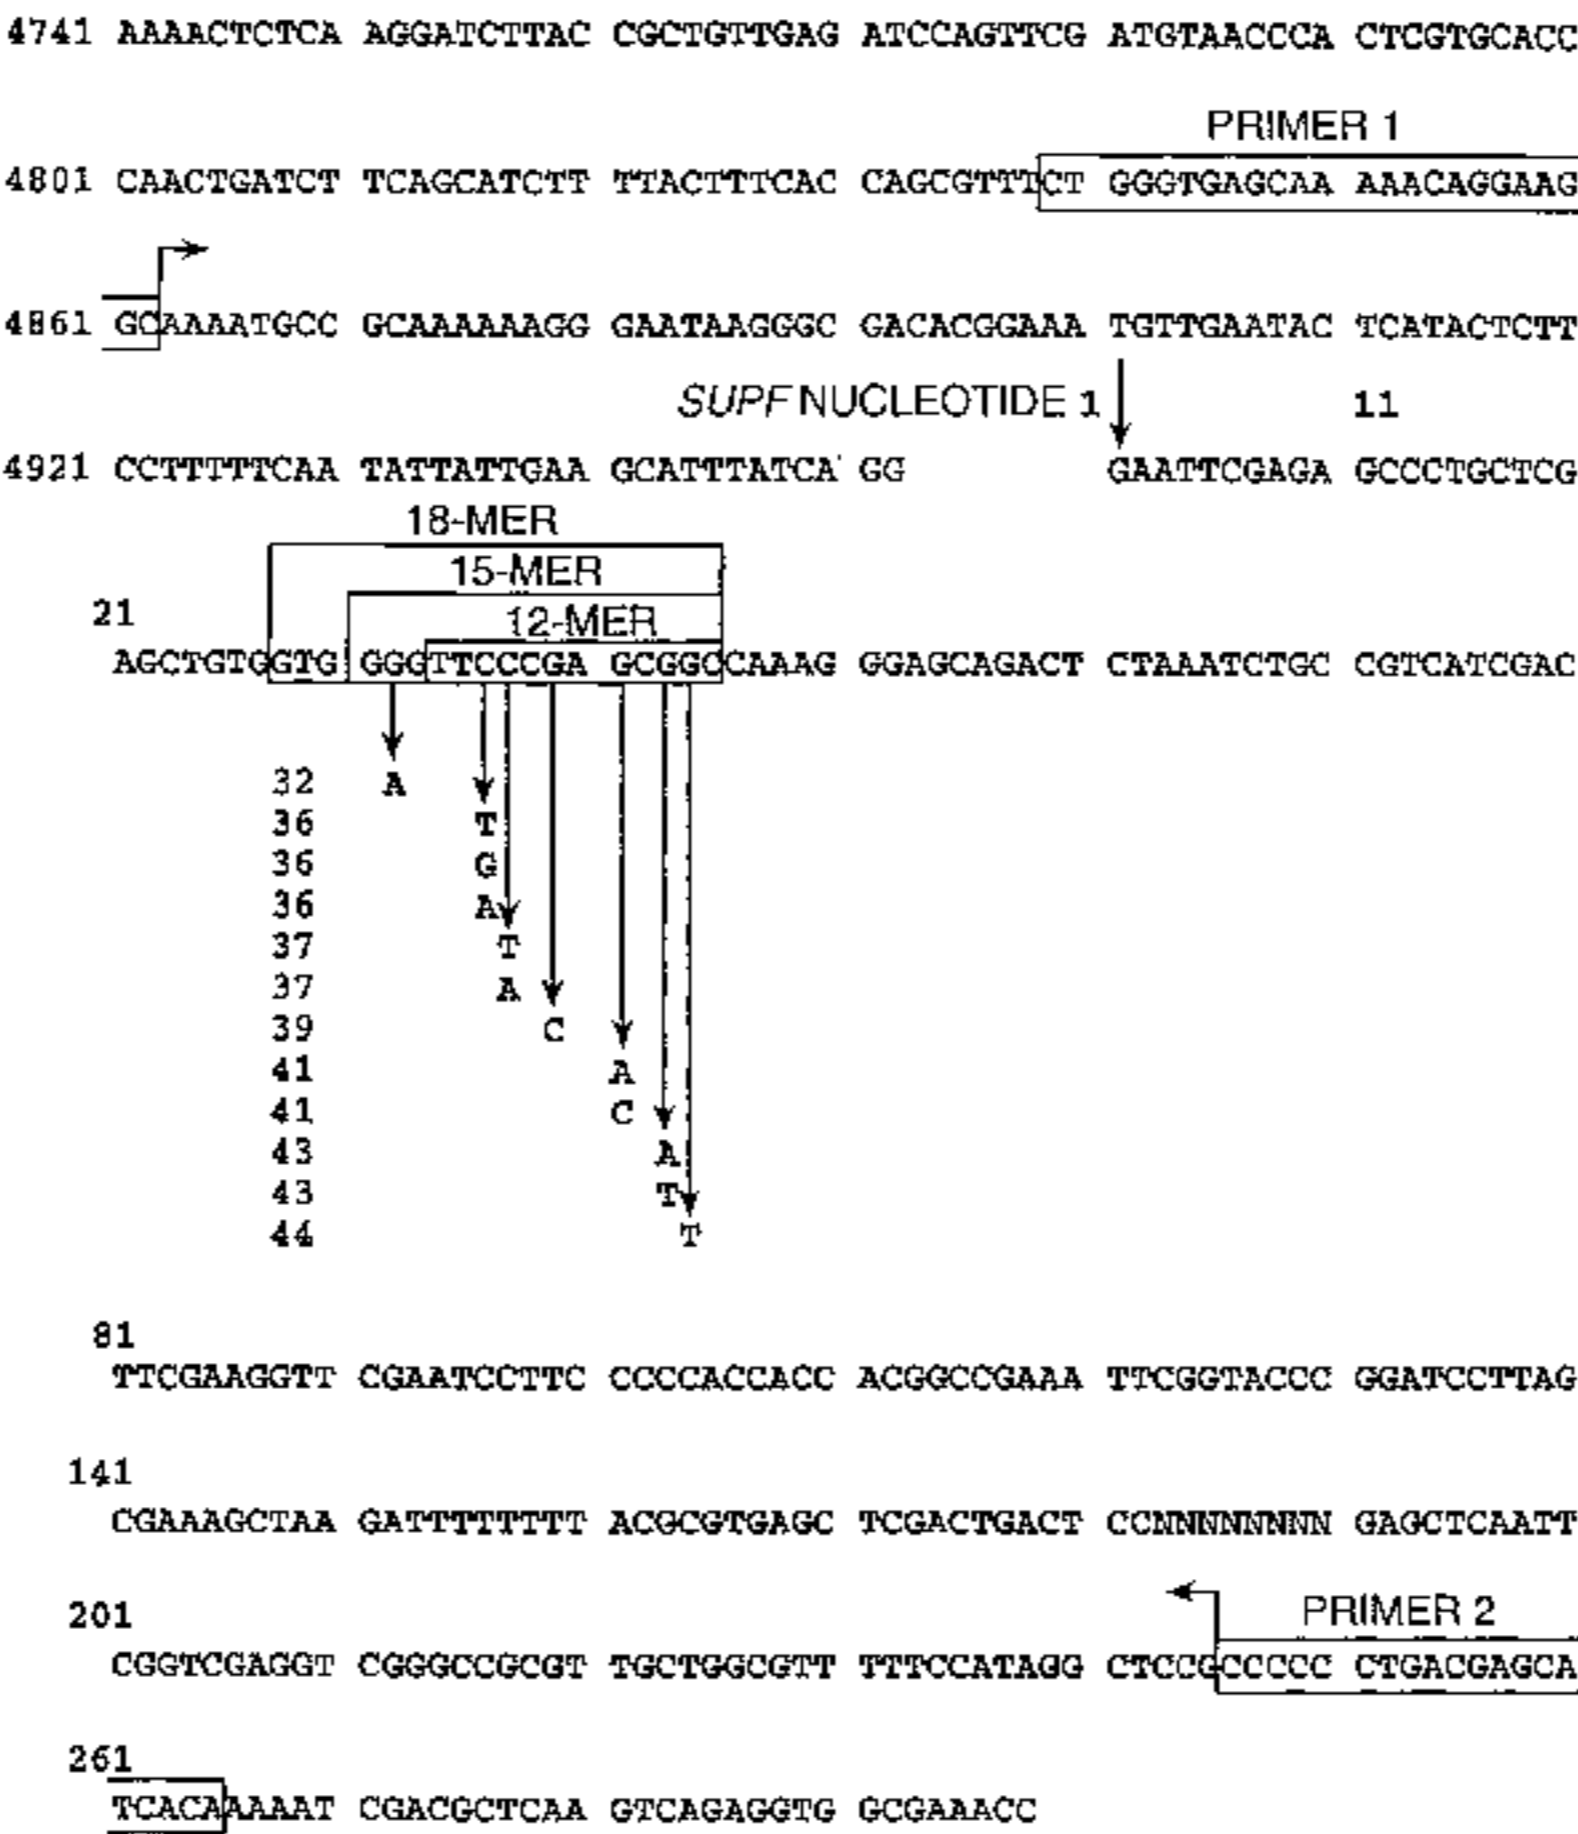 4741 AAAACTCTCA AGGATCTTAC CGCTGTTGAG ATCCAGTTCG ATGTAACCCA CTCGTGCACC
PRIMER 1
4801 CAACTGATCT TCAGCATCTT TTACTTTCAC CAGCGTTTCT GGGTGAGCAA AAACAGGAAG
4861 GCAAAATGCC GCAAAAAAGG GAATAAGGGC GACACGGAAA TGTTGAATAC TCATACTCTT
SUPF NUCLEOTIDE 1 11
4921 CCTTTTTCAA TATTATTGAA GCATTTATCA GG GAATTCGAGA GCCCTGCTCG
18-MER
15-MER
12-MER
21
AGCTGTGGTG GGGTTCCCGA GCGGCCAAAG GGAGCAGACT CTAAATCTGC CGTCATCGAC
32 A
36 T
36 G
36 A
37 T
37 A
39 C
41 A
41 C
43 A
43 T
44 T
81
TTCGAAGGTT CGAATCCTTC CCCCACCACC ACGGCCGAAA TTCGGTACCC GGATCCTTAG
141
CGAAAGCTAA GATTTTTTTT ACGCGTGAGC TCGACTGACT CCNNNNNNNN GAGCTCAATT
201
PRIMER 2
CGGTCGAGGT CGGGCCGCGT TGCTGGCGTT TTTCCATAGG CTCCGCCCCC CTGACGAGCA
261
TCACAAAAAT CGACGCTCAA GTCAGAGGTG GCGAAACC